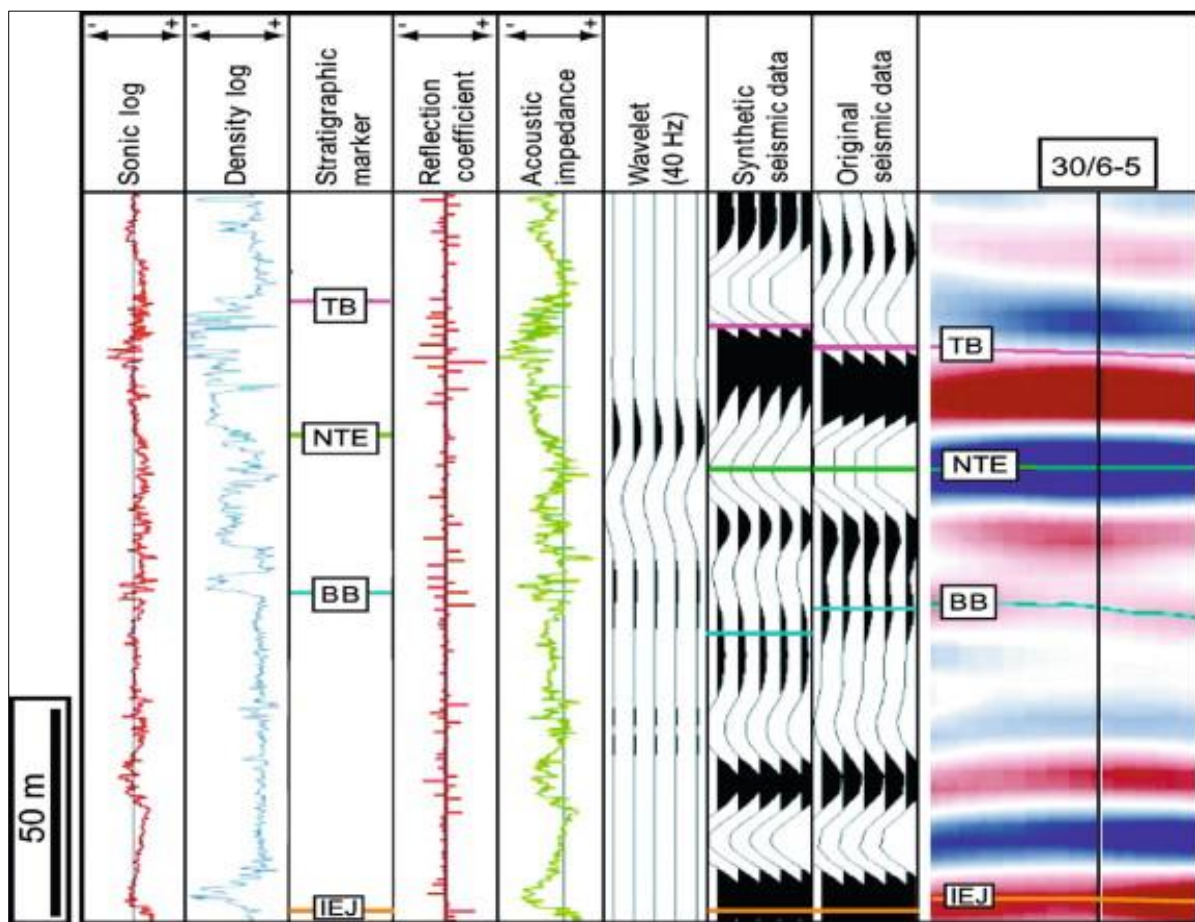 - +
- +
- +
- +
Sonic log
Density log
Stratigraphic
marker
Reflection
coefficient
Acoustic
impedance
Wavelet
(40 Hz)
Synthetic
seismic data
Original
seismic data
30/6-5
TB
TB
NTE
NTE
BB
BB
50 m
IEJ
IEJ